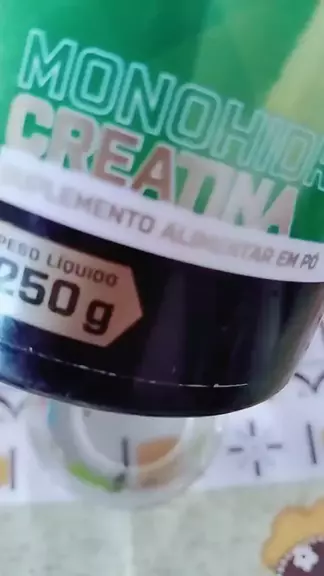 MONOHIDR
CREATINA
SUPLEMENTO ALIMENTAR EM PÓ
PESO LÍQUIDO
250 g